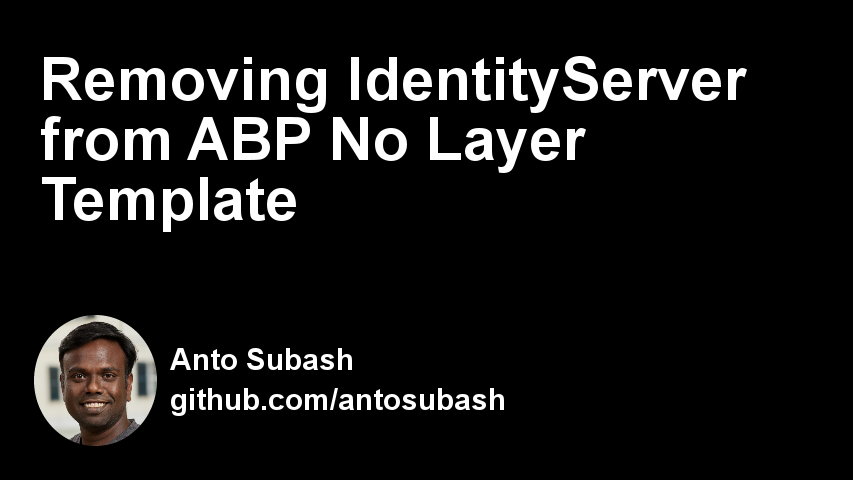 Removing IdentityServer
from ABP No Layer
Template
Anto Subash
github.com/antosubash